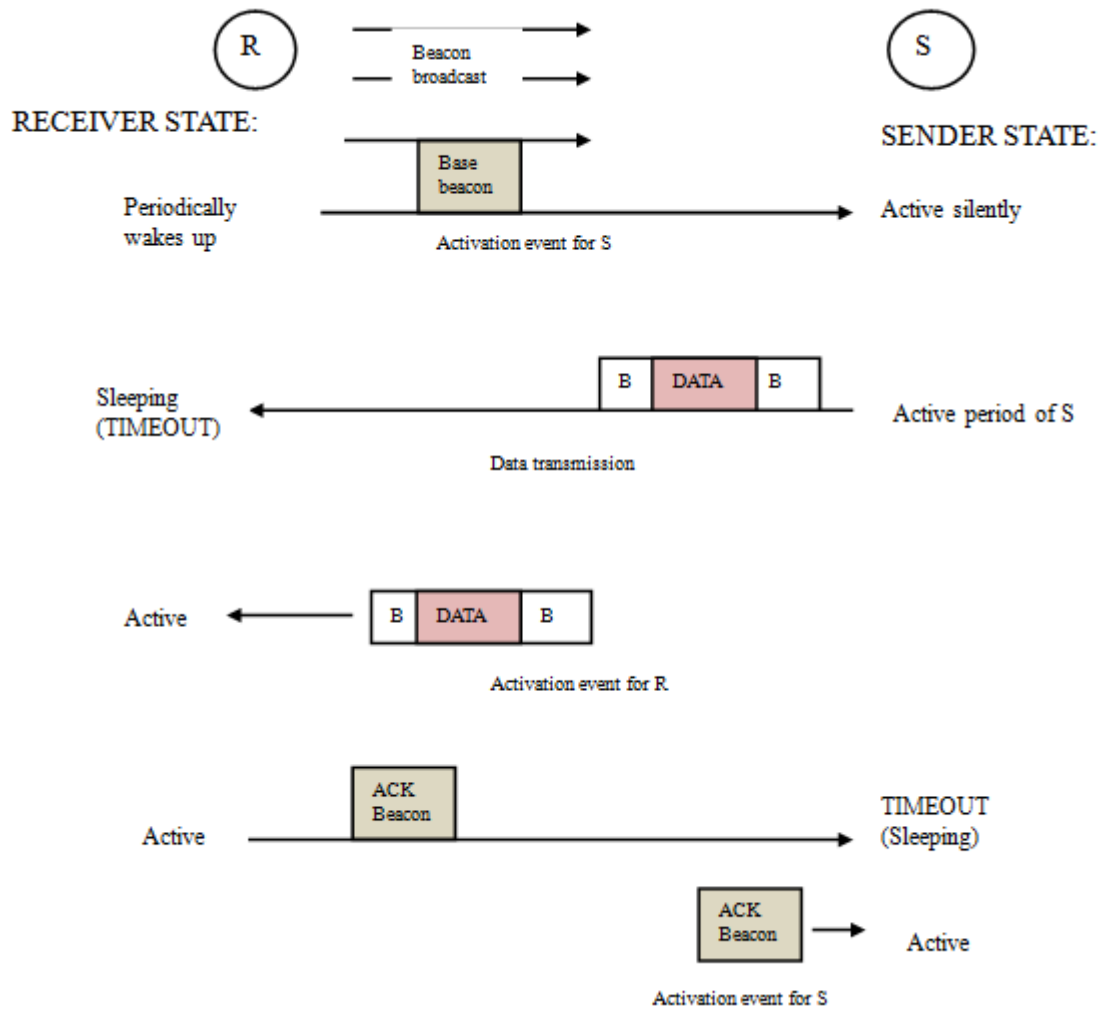 R
S
Beacon
broadcast
RECEIVER STATE:
SENDER STATE:
Base
beacon
Periodically
wakes up
Active silently
Activation event for S
B
DATA
B
Sleeping
(TIMEOUT)
Active period of S
Data transmission
Active
B
DATA
B
Activation event for R
ACK
Beacon
Active
TIMEOUT
(Sleeping)
ACK
Beacon
Active
Activation event for S